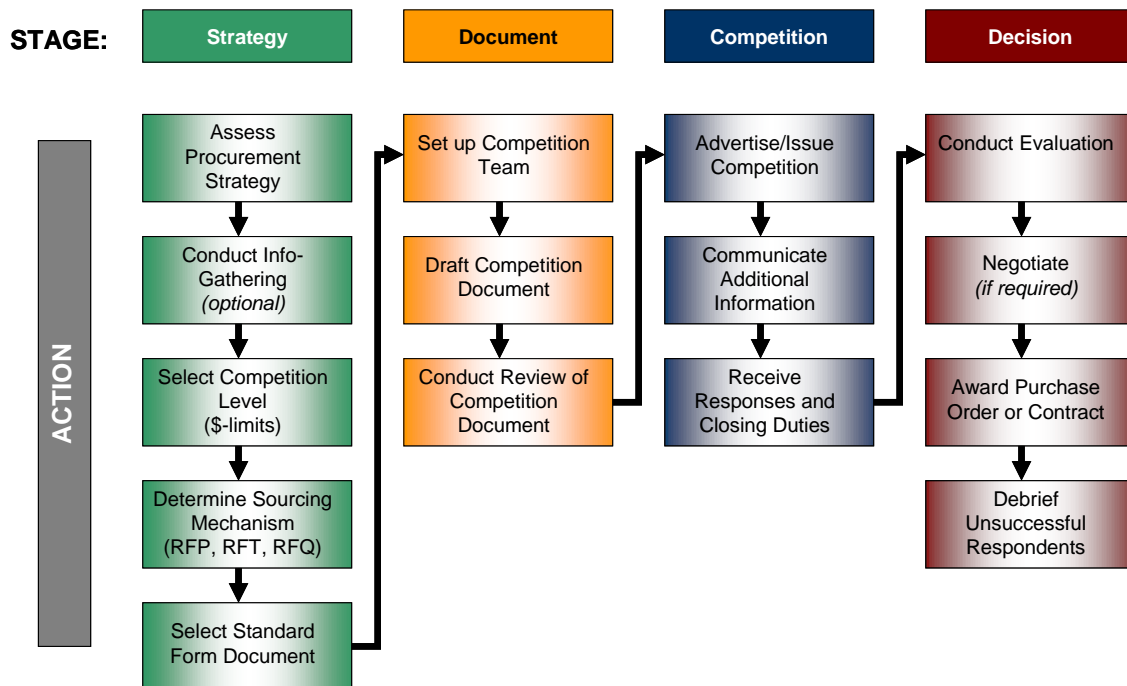 STAGE:
Strategy
Document
Competition
Decision
ACTION
Assess
Procurement
Strategy
Conduct Info-
Gathering
(optional)
Select Competition
Level
($-limits)
Determine Sourcing
Mechanism
(RFP, RFT, RFQ)
Select Standard
Form Document
Set up Competition
Team
Draft Competition
Document
Conduct Review of
Competition
Document
Advertise/Issue
Competition
Communicate
Additional
Information
Receive
Responses and
Closing Duties
Conduct Evaluation
Negotiate
(if required)
Award Purchase
Order or Contract
Debrief
Unsuccessful
Respondents